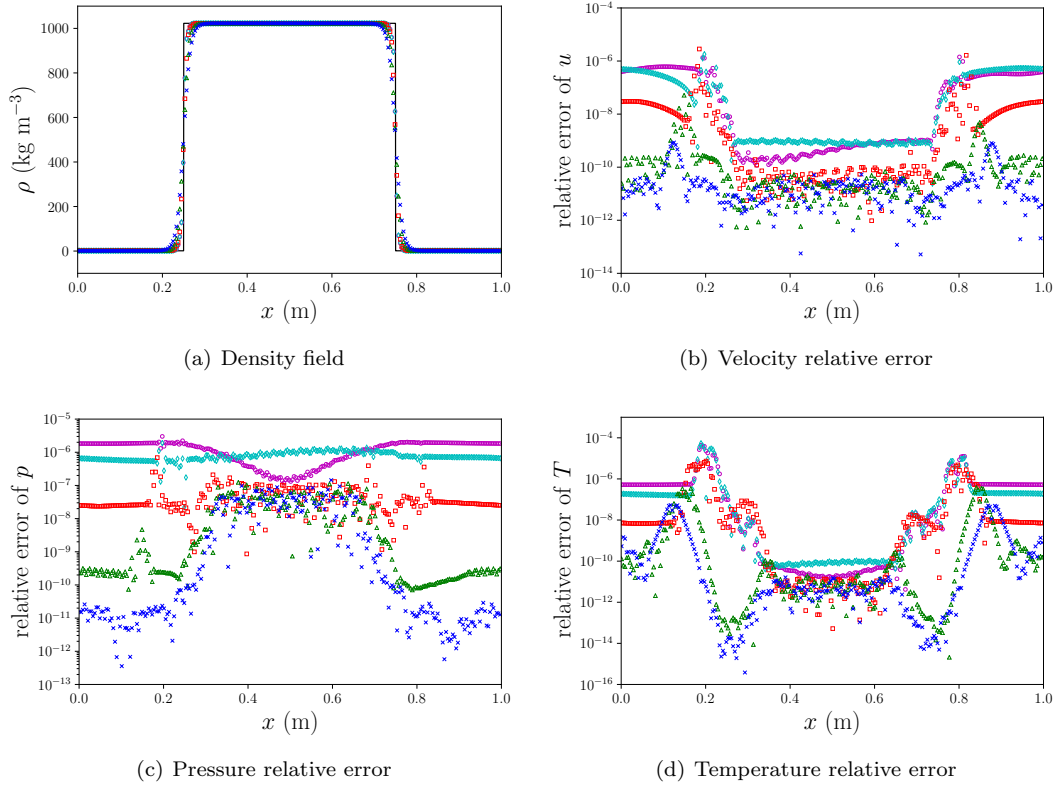 1000
800
600
400
200
0
ρ (kg m⁻³)
0.0 0.2 0.4 0.6 0.8 1.0
x (m)
(a) Density field
10⁻⁴
10⁻⁶
10⁻⁸
10⁻¹⁰
10⁻¹²
10⁻¹⁴
relative error of u
0.0 0.2 0.4 0.6 0.8 1.0
x (m)
(b) Velocity relative error
10⁻⁵
10⁻⁶
10⁻⁷
10⁻⁸
10⁻⁹
10⁻¹⁰
10⁻¹¹
10⁻¹²
10⁻¹³
relative error of p
0.0 0.2 0.4 0.6 0.8 1.0
x (m)
(c) Pressure relative error
10⁻⁴
10⁻⁶
10⁻⁸
10⁻¹⁰
10⁻¹²
10⁻¹⁴
10⁻¹⁶
relative error of T
0.0 0.2 0.4 0.6 0.8 1.0
x (m)
(d) Temperature relative error